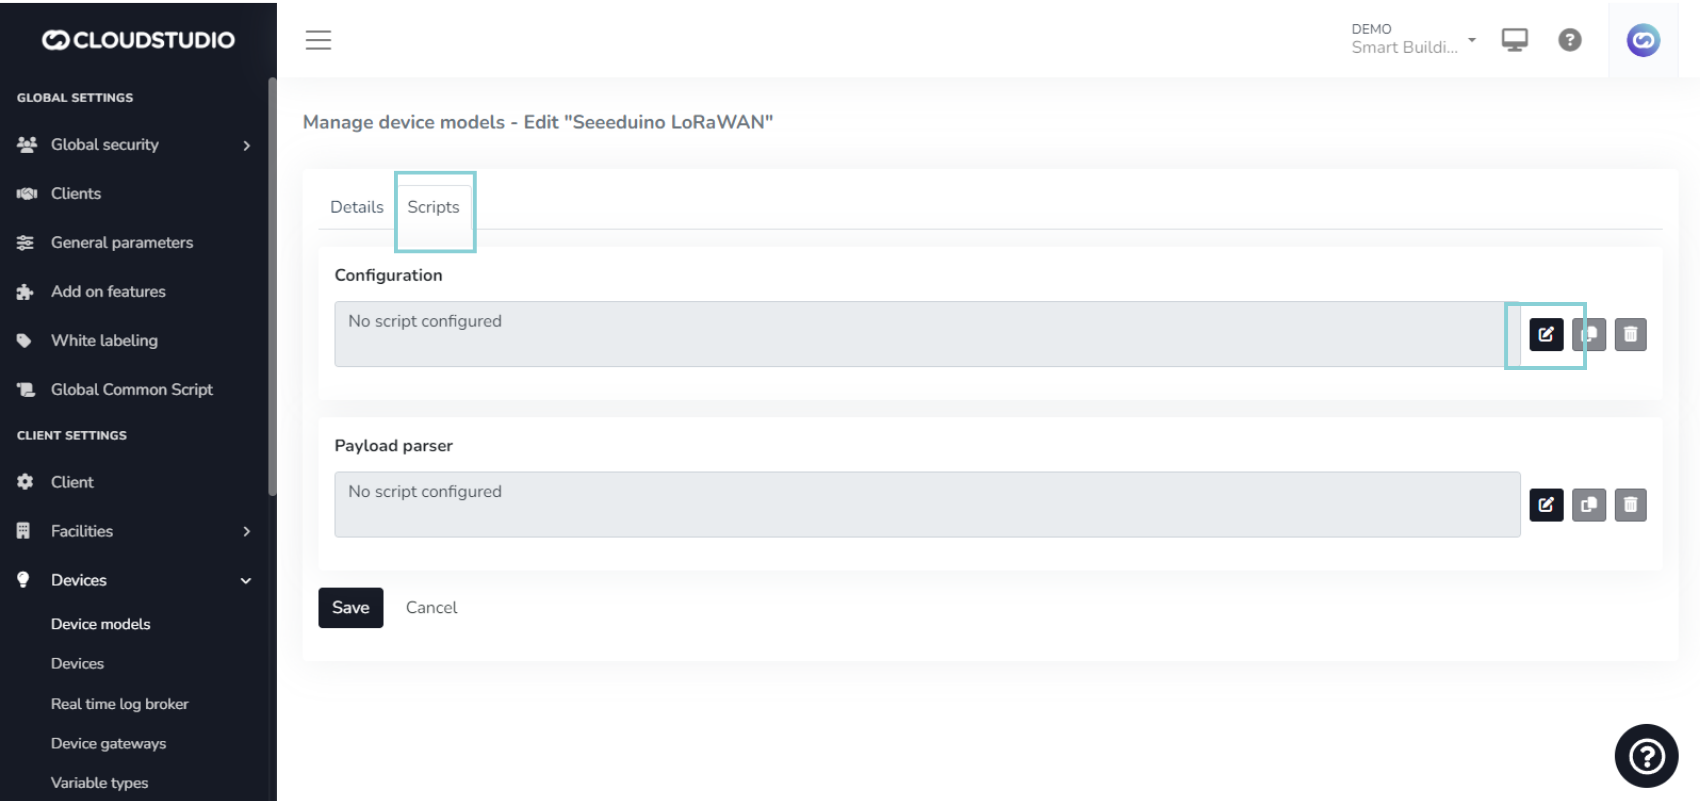 CLOUDSTUDIO
DEMO
Smart Buildi...
GLOBAL SETTINGS
Global security
Clients
General parameters
Add on features
White labeling
Global Common Script
CLIENT SETTINGS
Client
Facilities
Devices
Device models
Devices
Real time log broker
Device gateways
Variable types
Manage device models - Edit "Seeeduino LoRaWAN"
Details
Scripts
Configuration
No script configured
Payload parser
No script configured
Save
Cancel